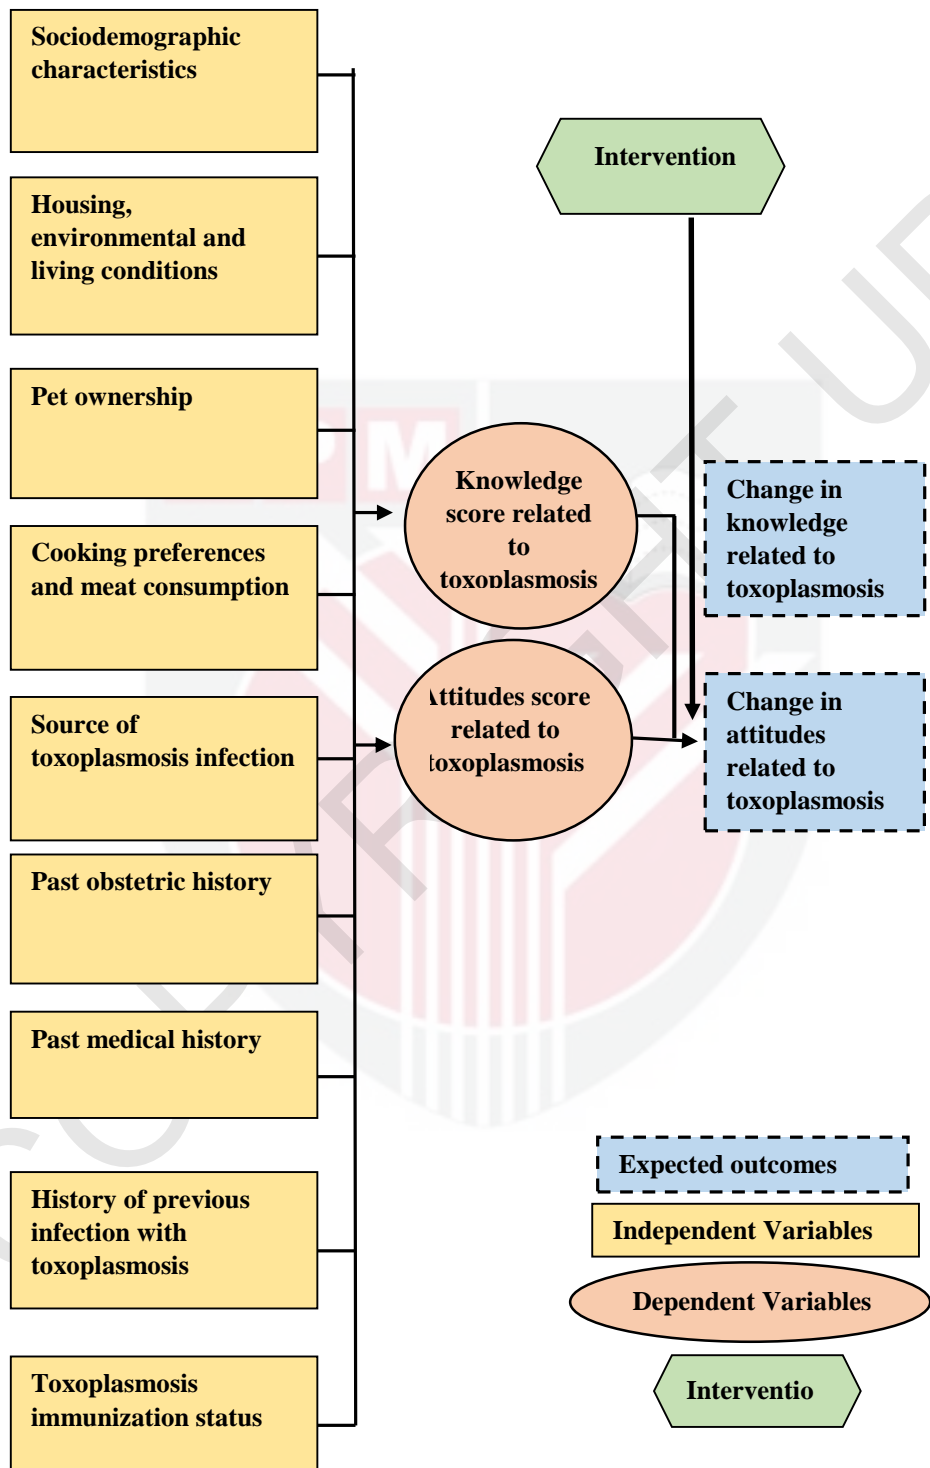 Sociodemographic
characteristics
Housing,
environmental and
living conditions
Pet ownership
Cooking preferences
and meat consumption
Source of
toxoplasmosis infection
Past obstetric history
Past medical history
History of previous
infection with
toxoplasmosis
Toxoplasmosis
immunization status
Knowledge
score related
to
toxoplasmosis
Attitudes score
related to
toxoplasmosis
Intervention
Change in
knowledge
related to
toxoplasmosis
Change in
attitudes
related to
toxoplasmosis
Expected outcomes
Independent Variables
Dependent Variables
Interventio
COPYRIGHT UP
PM